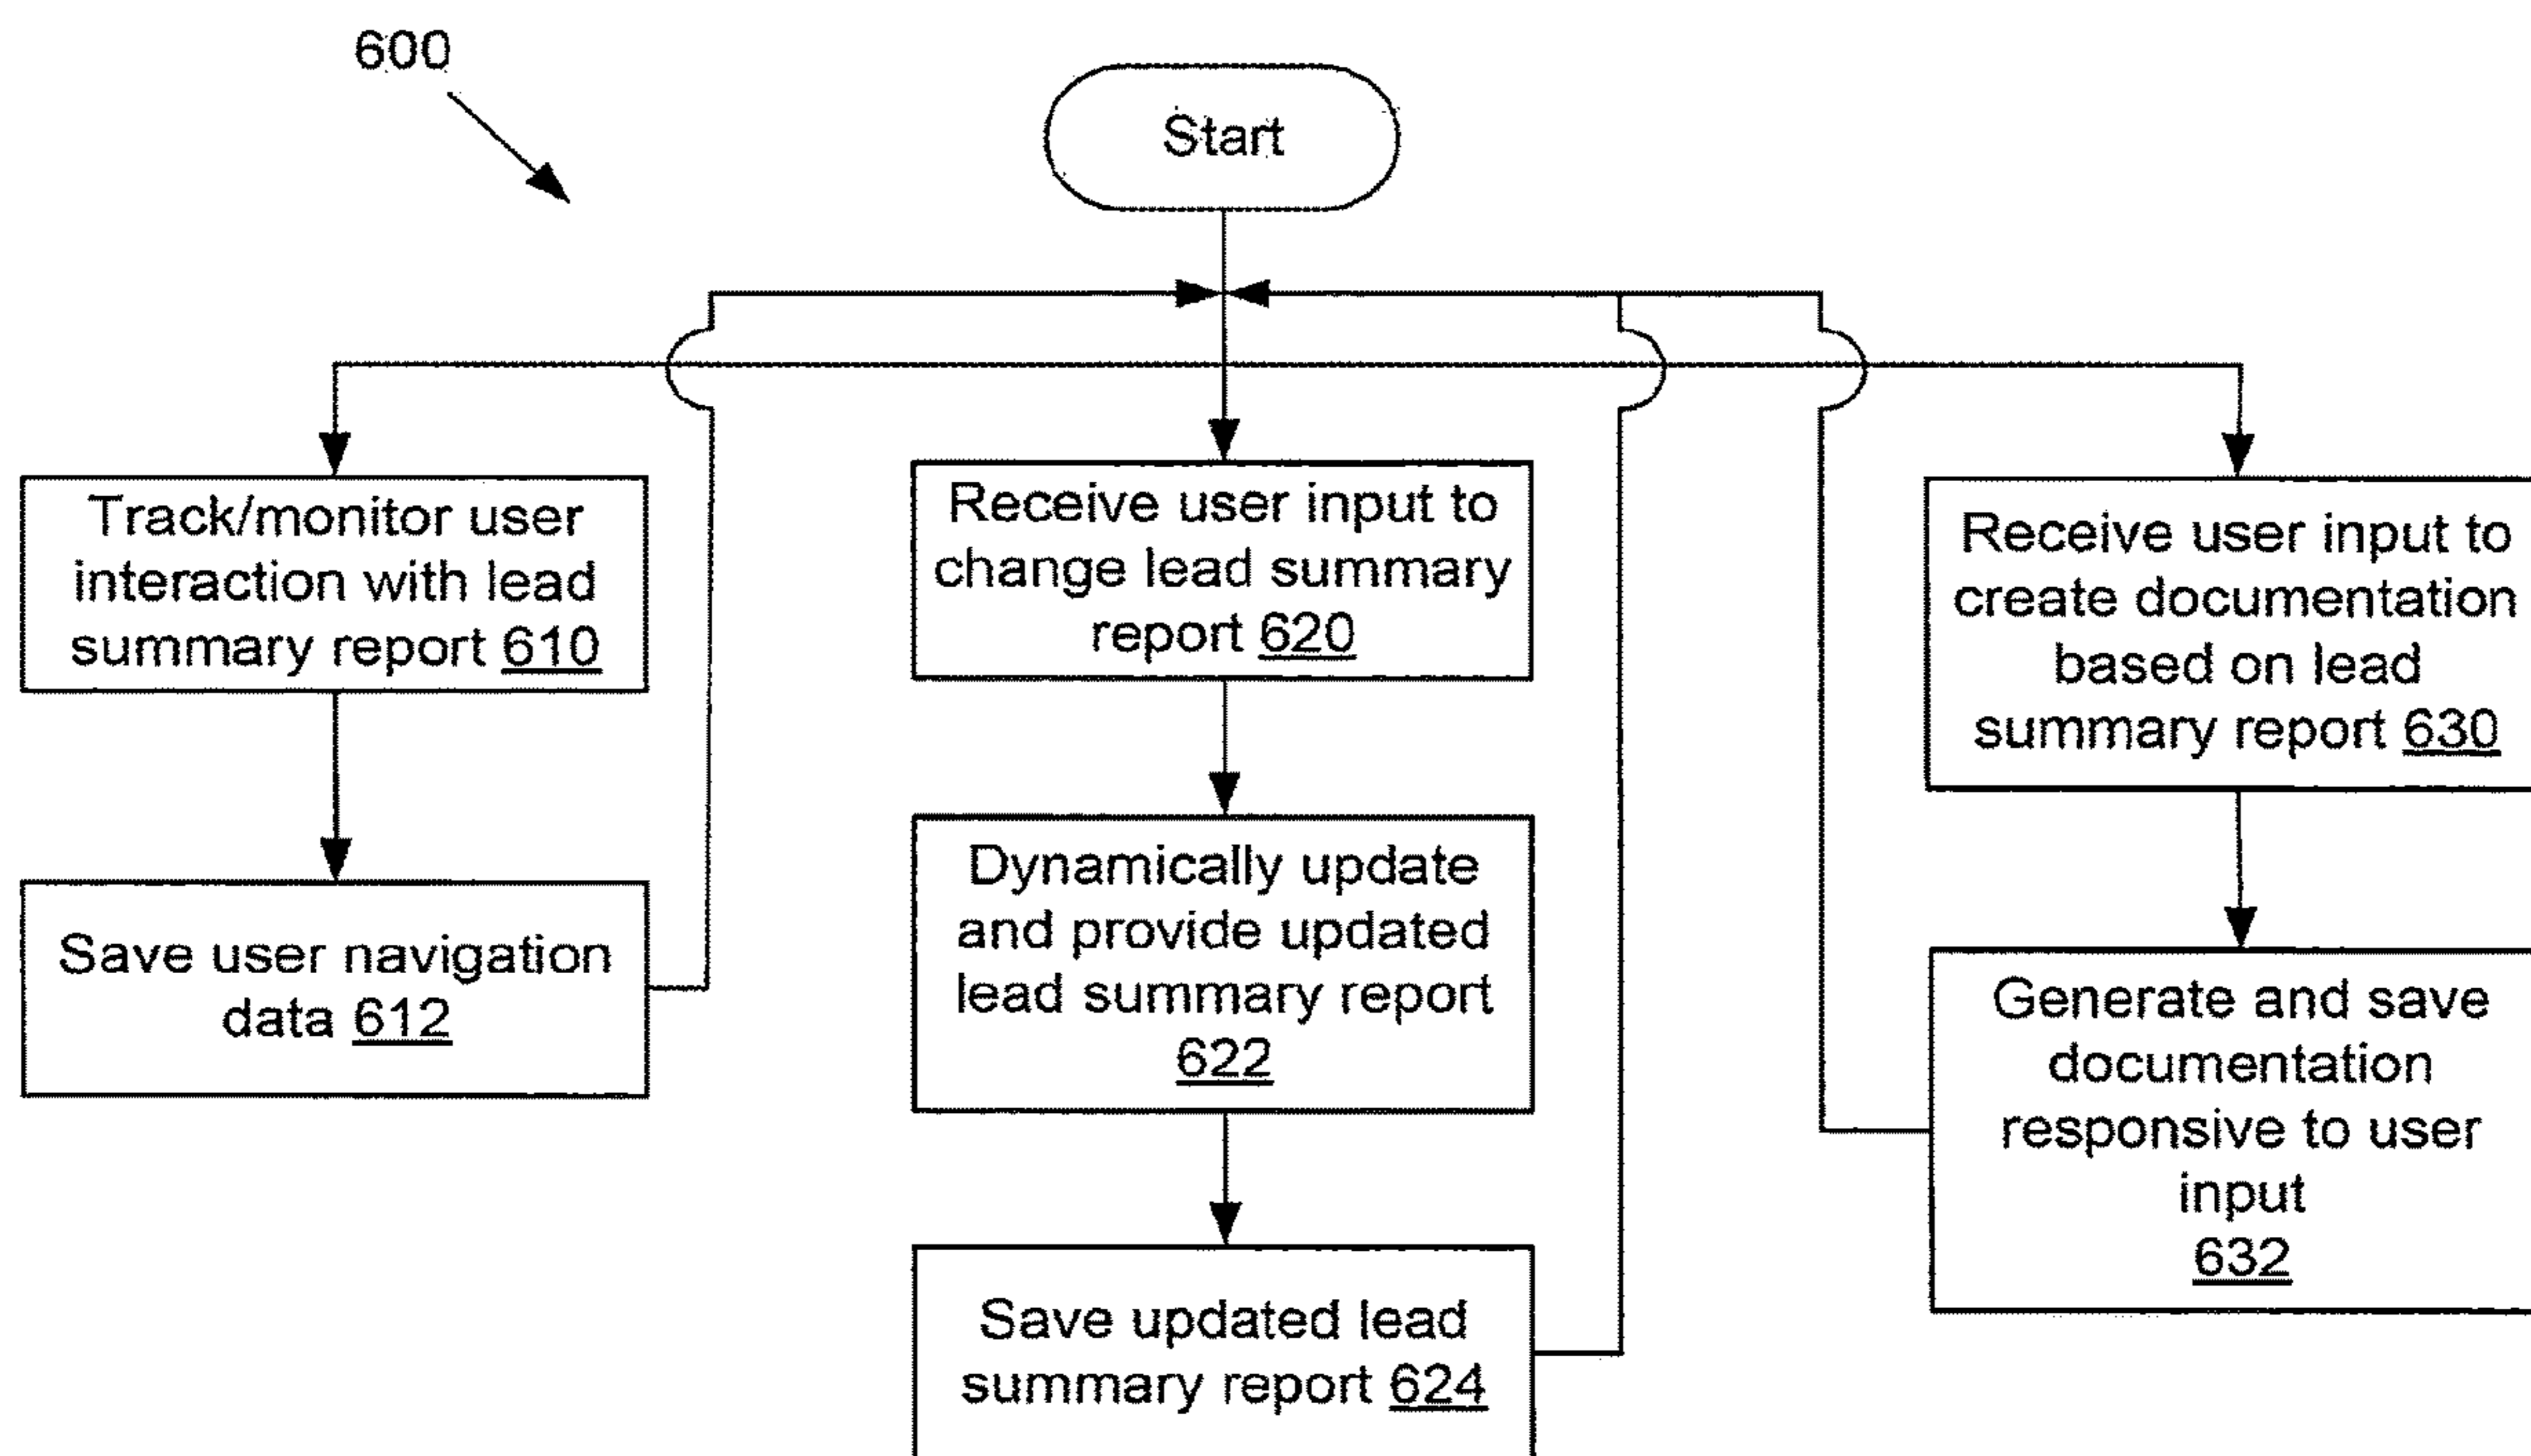 600
Start
Track/monitor user
interaction with lead
summary report 610
Save user navigation
data 612
Receive user input to
change lead summary
report 620
Dynamically update
and provide updated
lead summary report
622
Save updated lead
summary report 624
Receive user input to
create documentation
based on lead
summary report 630
Generate and save
documentation
responsive to user
input
632